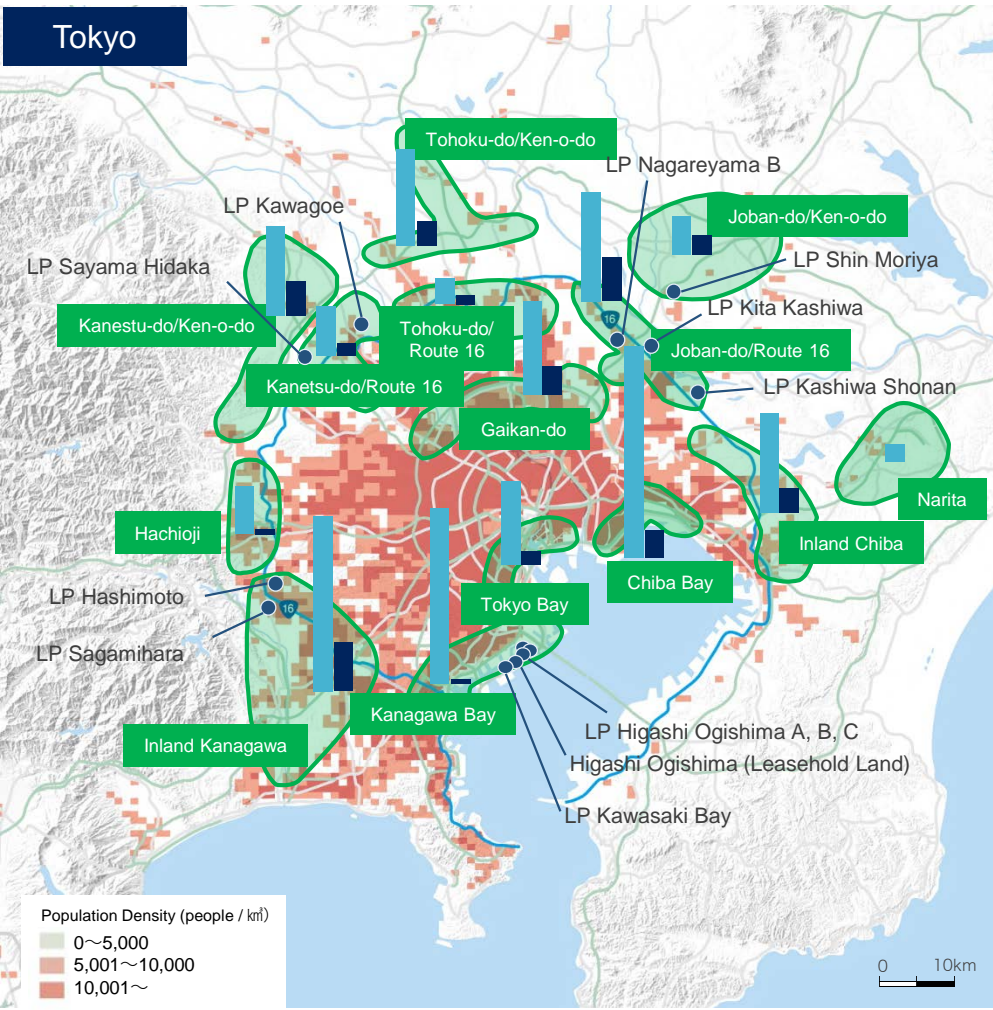 Tokyo
Tohoku-do/Ken-o-do
LP Nagareyama B
LP Kawagoe
Joban-do/Ken-o-do
LP Sayama Hidaka
LP Shin Moriya
Kanestu-do/Ken-o-do
LP Kita Kashiwa
16
Tohoku-do/
Route 16
Joban-do/Route 16
Kanetsu-do/Route 16
LP Kashiwa Shonan
Gaikan-do
Narita
Hachioji
Inland Chiba
Chiba Bay
LP Hashimoto
16
Tokyo Bay
LP Sagamihara
Kanagawa Bay
LP Higashi Ogishima A, B, C
Inland Kanagawa
Higashi Ogishima (Leasehold Land)
LP Kawasaki Bay
Population Density (people / ㎢)
0～5,000
5,001～10,000
10,001～
0 10km